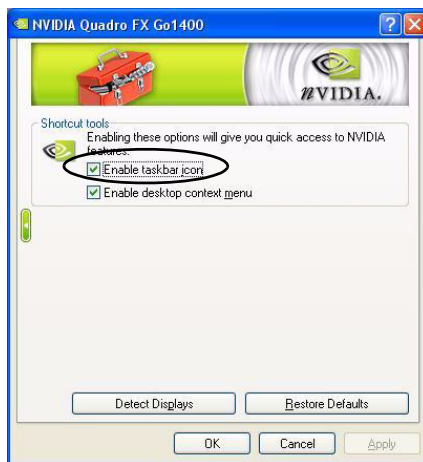 NVIDIA Quadro FX Go1400
nVIDIA.
Shortcut tools
Enabling these options will give you quick access to NVIDIA
features.
Enable taskbar icon
Enable desktop context menu
Detect Displays
Restore Defaults
OK
Cancel
Apply